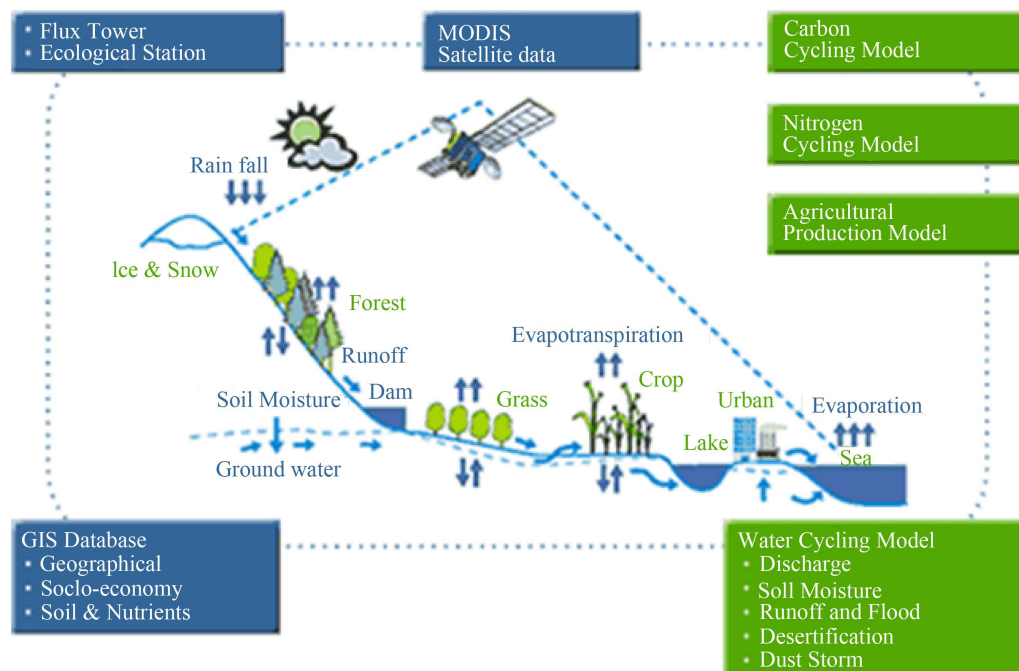 • Flux Tower
• Ecological Station
MODIS
Satellite data
Carbon
Cycling Model
Nitrogen
Cycling Model
Agricultural
Production Model
Rain fall
Ice & Snow
Forest
Runoff
Evapotranspiration
Dam
Grass
Crop
Soil Moisture
Urban
Evaporation
Lake
Sea
Ground water
GIS Database
• Geographical
• Soclo-economy
• Soil & Nutrients
Water Cycling Model
• Discharge
• Soll Moisture
• Runoff and Flood
• Desertification
• Dust Storm